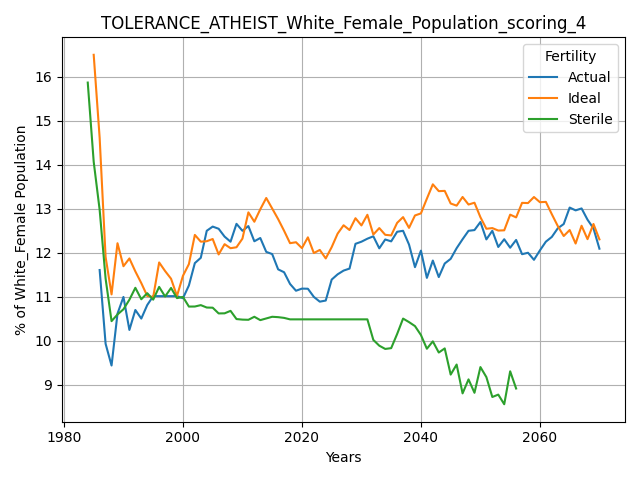 TOLERANCE_ATHEIST_White_Female_Population_scoring_4
Fertility
Actual
Ideal
Sterile
% of White_Female Population
16
15
14
13
12
11
10
9
1980
2000
2020
2040
2060
Years